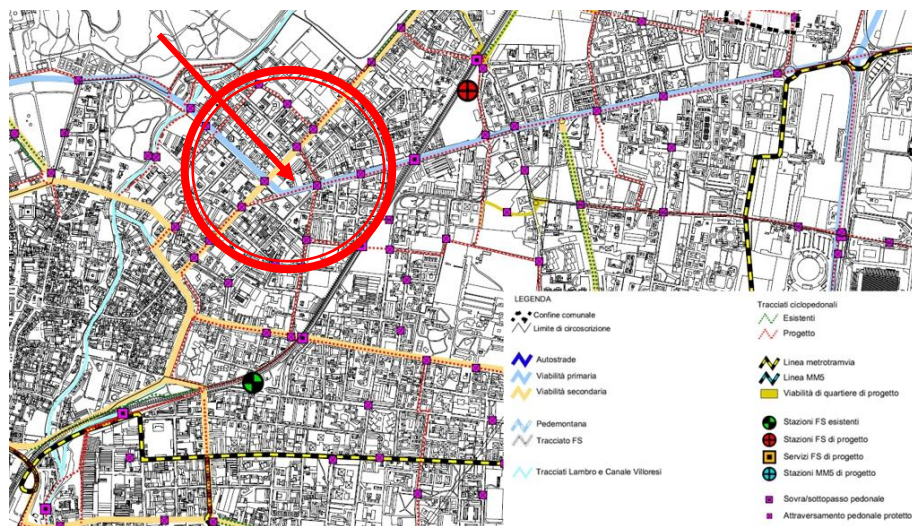 LEGENDA
Confine comunale
Limite di circoscrizione
Autostrade
Viabilità primaria
Viabilità secondaria
Pedemontana
Tracciato FS
Tracciati Lambro e Canale Villoresi
Tracciati ciclopedonali
Esistenti
Progetto
Linea metrotramvia
Linea MM5
Viabilità di quartiere di progetto
Stazioni FS esistenti
Stazioni FS di progetto
Servizi FS di progetto
Stazioni MM5 di progetto
Sovra/sottopasso pedonale
Attraversamento pedonale protetto